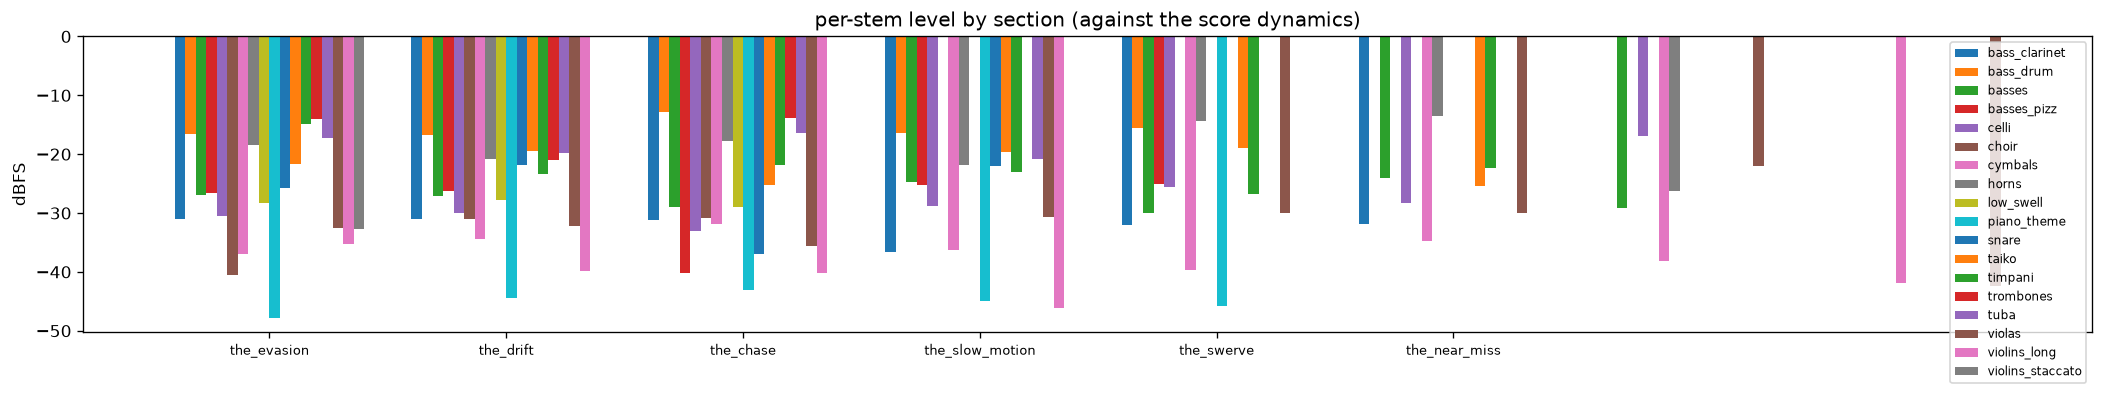 per-stem level by section (against the score dynamics)
dBFS
0
−10
−20
−30
−40
−50
the_evasion
the_drift
the_chase
the_slow_motion
the_swerve
the_near_miss
bass_clarinet
bass_drum
basses
basses_pizz
celli
choir
cymbals
horns
low_swell
piano_theme
snare
taiko
timpani
trombones
tuba
violas
violins_long
violins_staccato